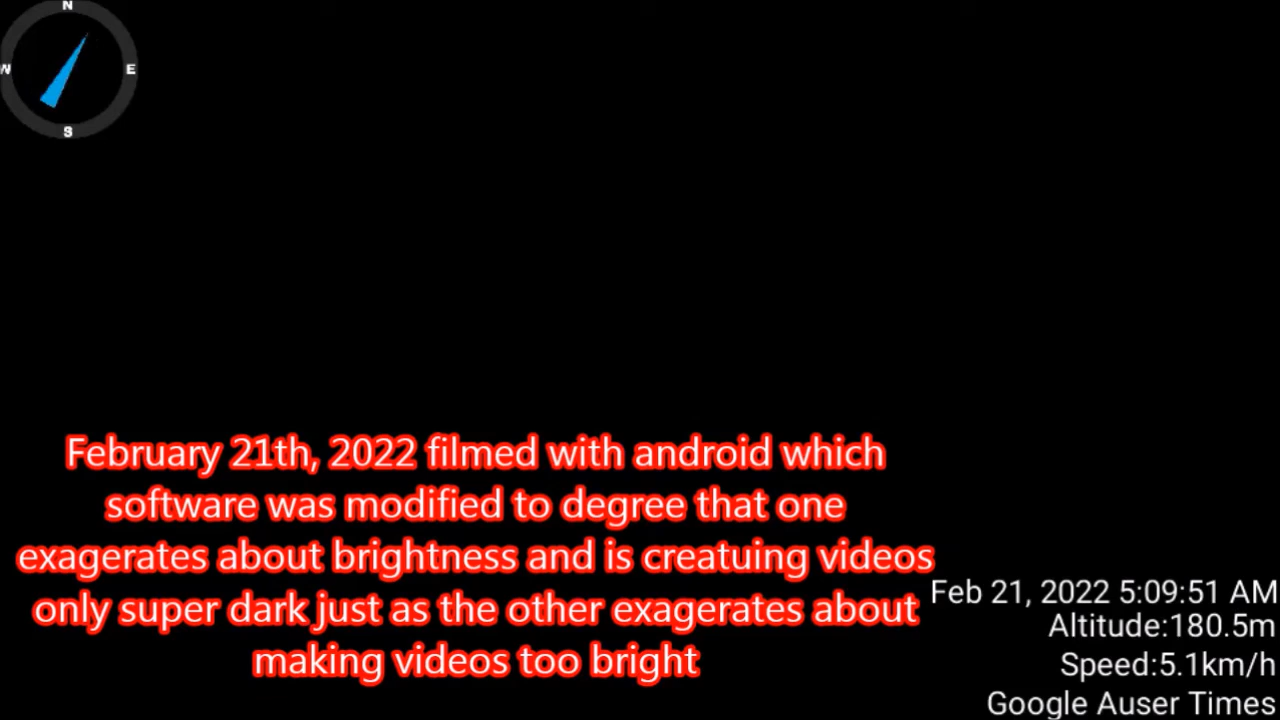 N
W
E
S
February 21th, 2022 filmed with android which
software was modified to degree that one
exagerates about brightness and is creatuing videos
only super dark just as the other exagerates about
making videos too bright
Feb 21, 2022 5:09:51 AM
Altitude:180.5m
Speed:5.1km/h
Google Auser Times